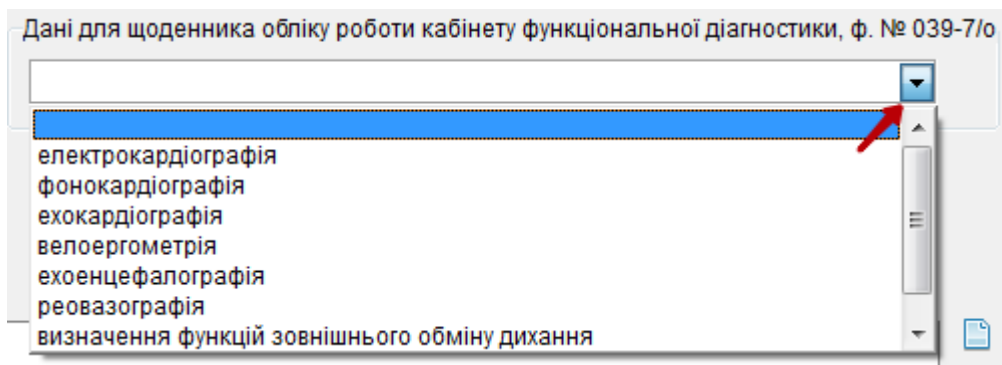 Дані для щоденника обліку роботи кабінету функціональної діагностики, ф. № 039-7/о
електрокардіографія
фонокардіографія
ехокардіографія
велоергометрія
ехоенцефалографія
реовазографія
визначення функцій зовнішнього обміну дихання